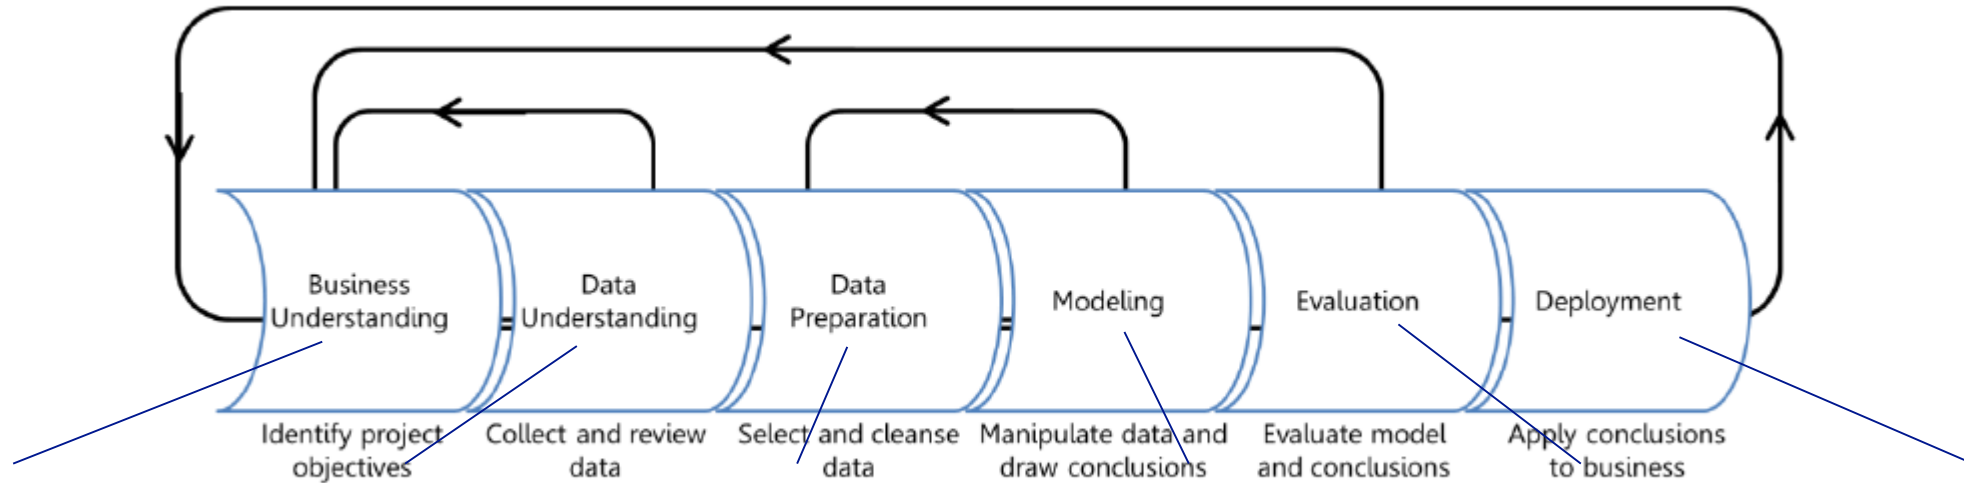 Business
Understanding
Data
Understanding
Data
Preparation
Modeling
Evaluation
Deployment
Identify project
objectives
Collect and review
data
Select and cleanse
data
Manipulate data and
draw conclusions
Evaluate model
and conclusions
Apply conclusions
to business